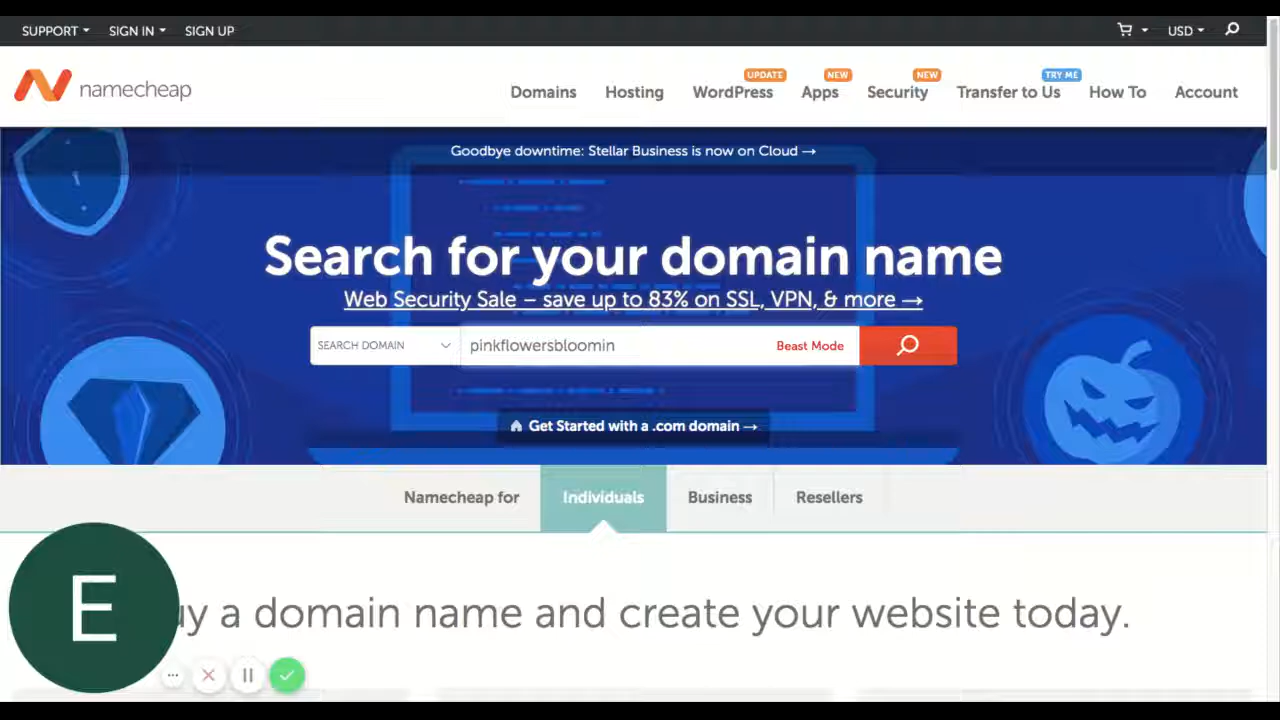 SUPPORT SIGN IN SIGN UP USD
namecheap
UPDATE NEW NEW TRY ME
Domains Hosting WordPress Apps Security Transfer to Us How To Account
Goodbye downtime: Stellar Business is now on Cloud →
Search for your domain name
Web Security Sale – save up to 83% on SSL, VPN, & more →
SEARCH DOMAIN pinkflowersbloomin Beast Mode
Get Started with a .com domain →
Namecheap for Individuals Business Resellers
E
uy a domain name and create your website today.